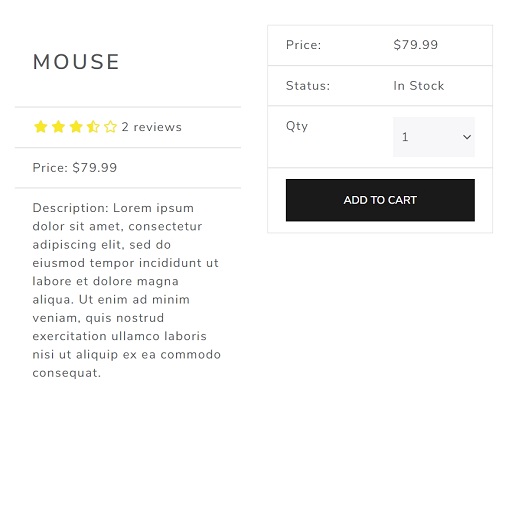 MOUSE
2 reviews
Price: $79.99
Description: Lorem ipsum
dolor sit amet, consectetur
adipiscing elit, sed do
eiusmod tempor incididunt ut
labore et dolore magna
aliqua. Ut enim ad minim
veniam, quis nostrud
exercitation ullamco laboris
nisi ut aliquip ex ea commodo
consequat.
Price: $79.99
Status: In Stock
Qty 1
ADD TO CART